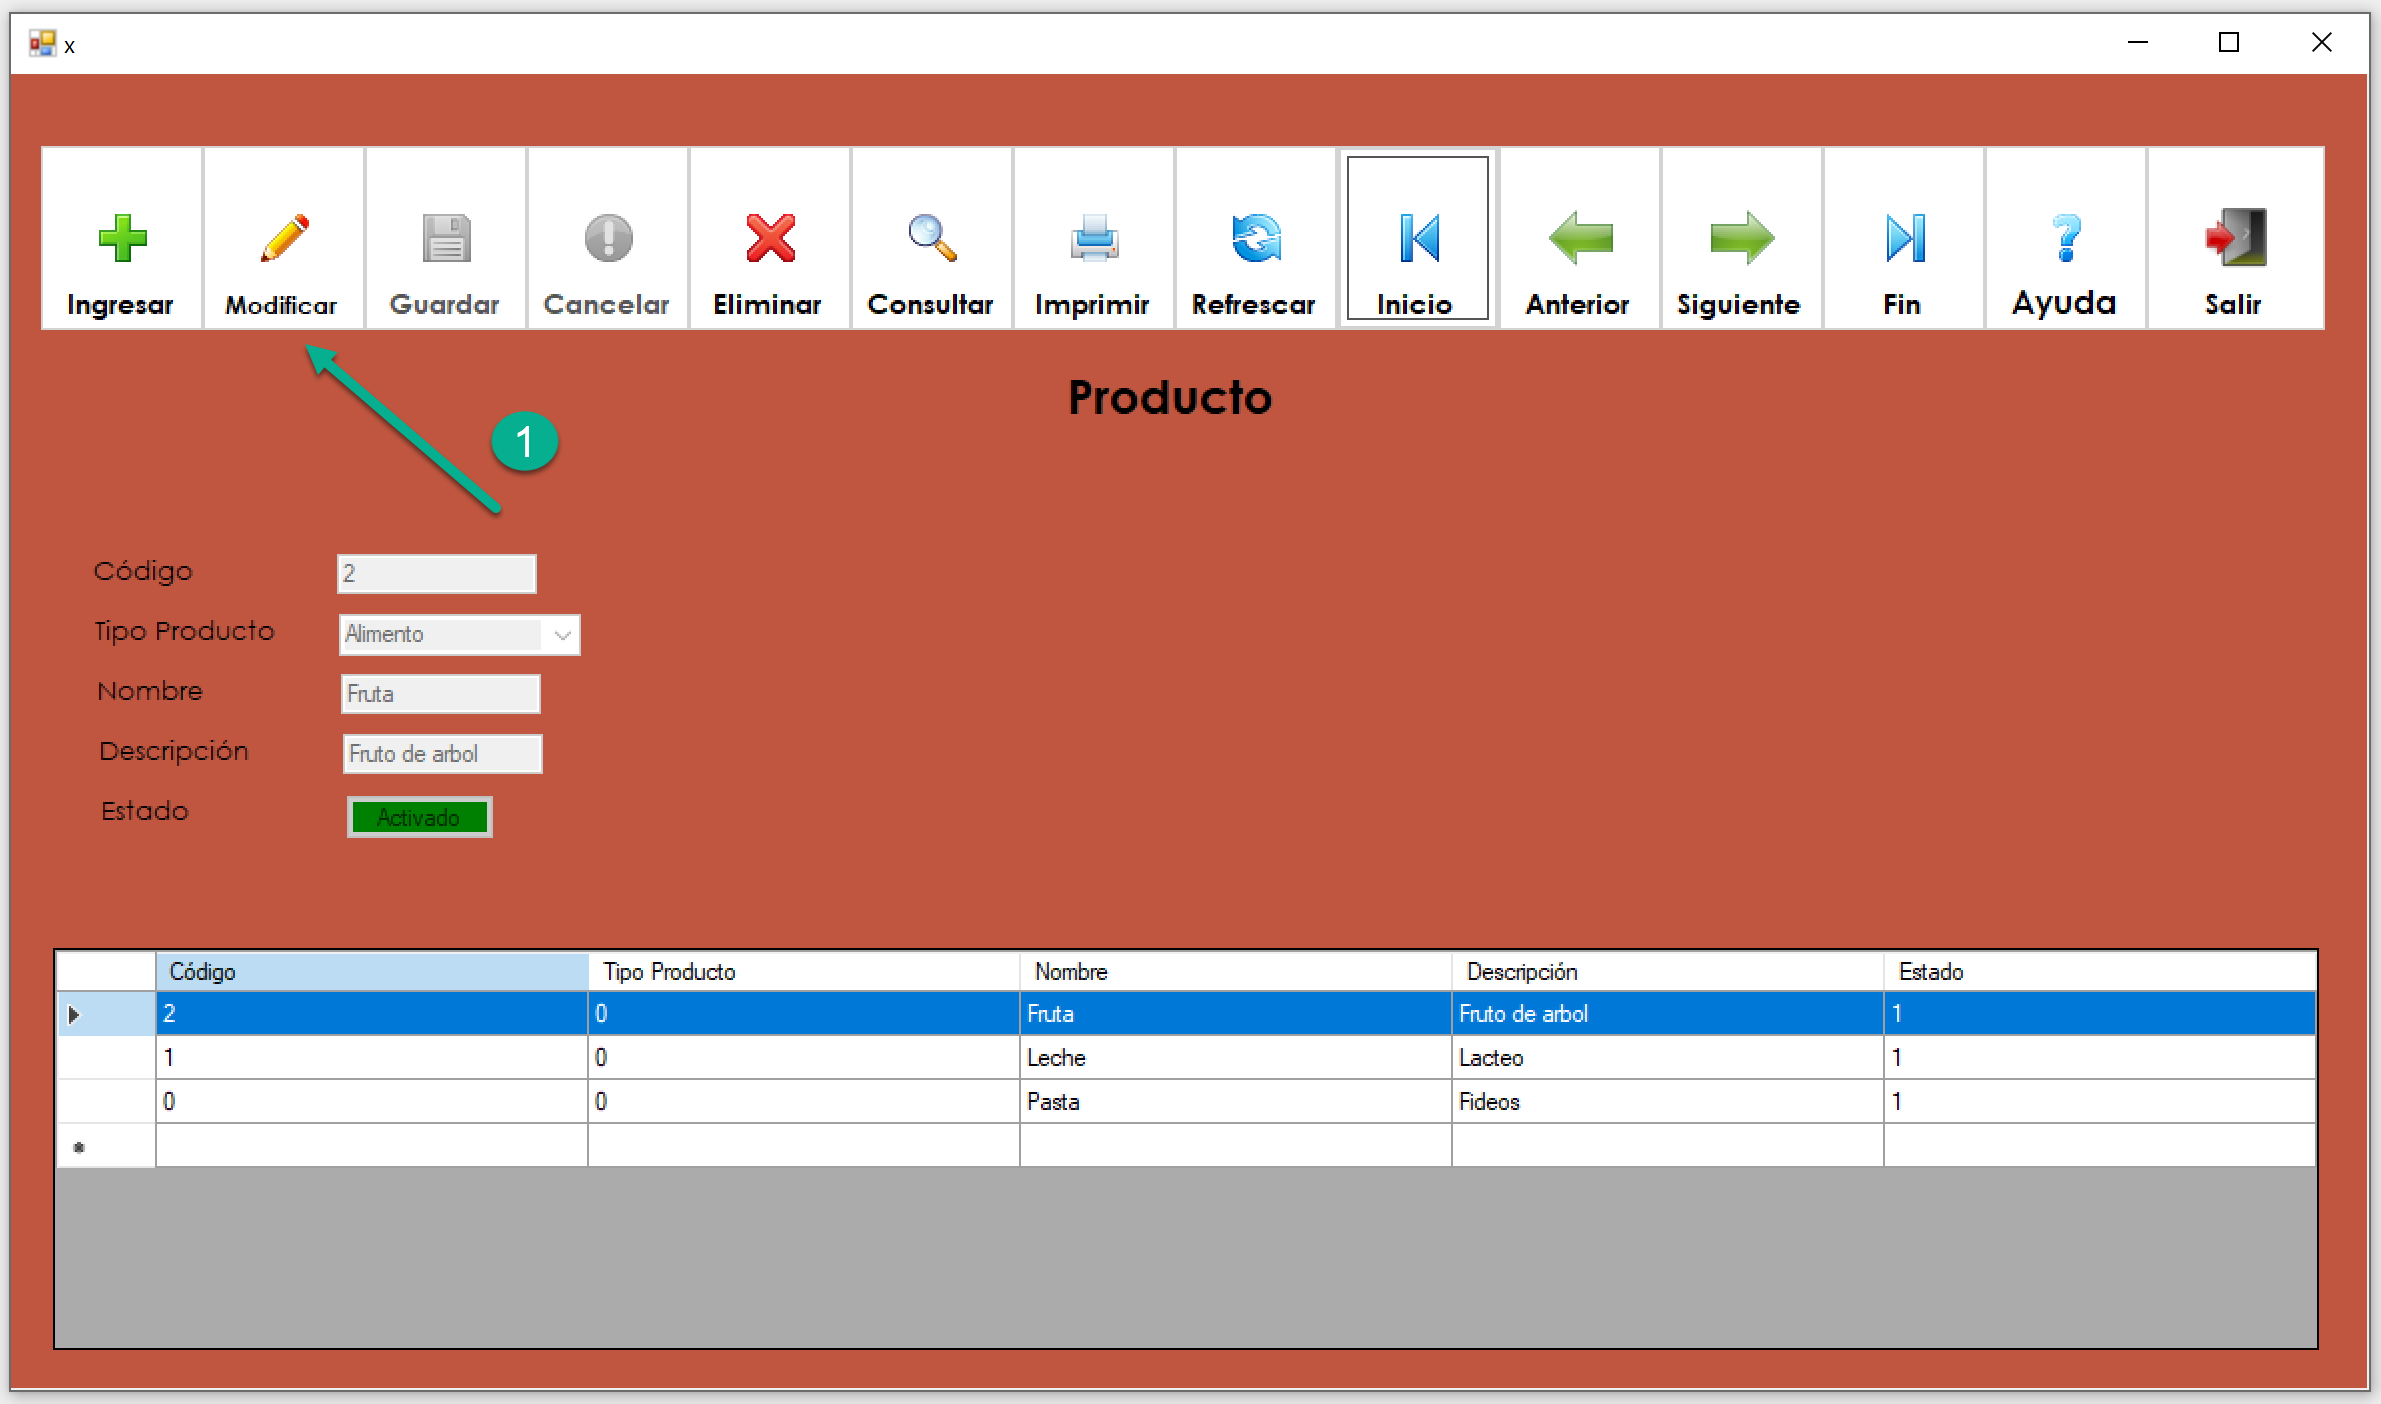 x
Ingresar Modificar Guardar Cancelar Eliminar Consultar Imprimir Refrescar Inicio Anterior Siguiente Fin Ayuda Salir
Producto
1
Código 2
Tipo Producto Alimento
Nombre Fruta
Descripción Fruto de arbol
Estado Activado
Código Tipo Producto Nombre Descripción Estado
2 0 Fruta Fruto de arbol 1
1 0 Leche Lacteo 1
0 0 Pasta Fideos 1